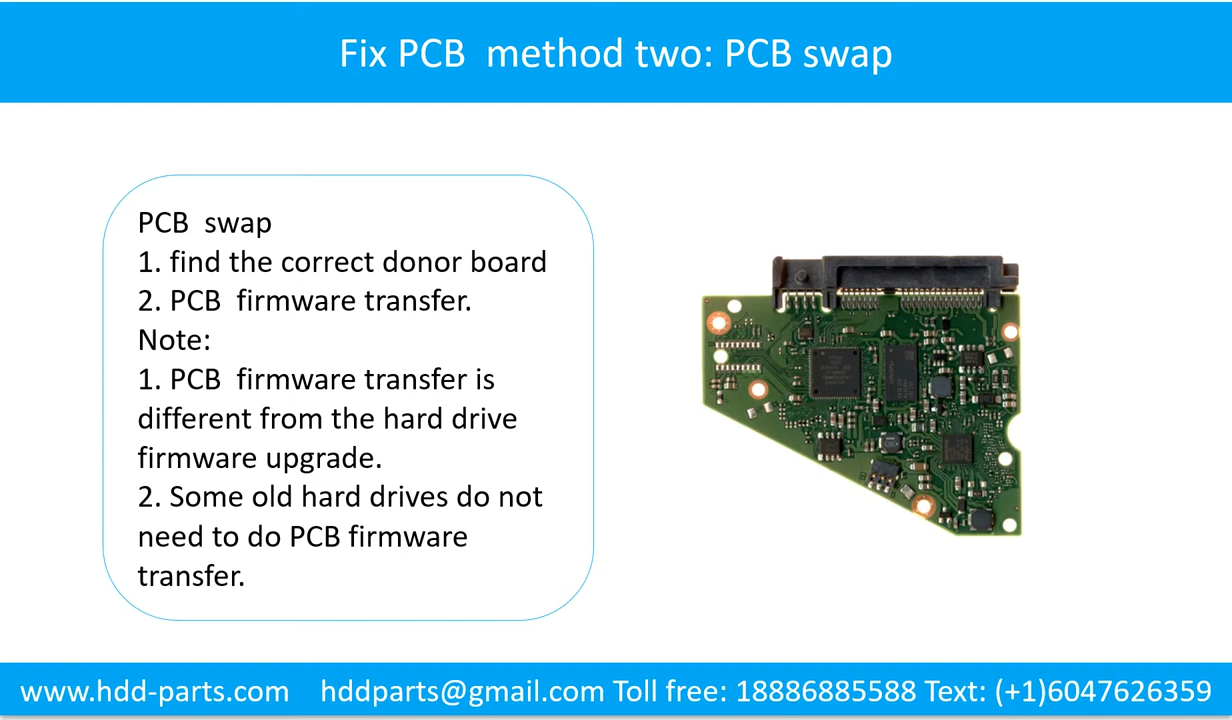 Fix PCB  method two: PCB swap
PCB  swap
1. find the correct donor board
2. PCB  firmware transfer.
Note:
1. PCB  firmware transfer is
different from the hard drive
firmware upgrade.
2. Some old hard drives do not
need to do PCB firmware
transfer.
www.hdd-parts.com    hddparts@gmail.com Toll free: 18886885588 Text: (+1)6047626359